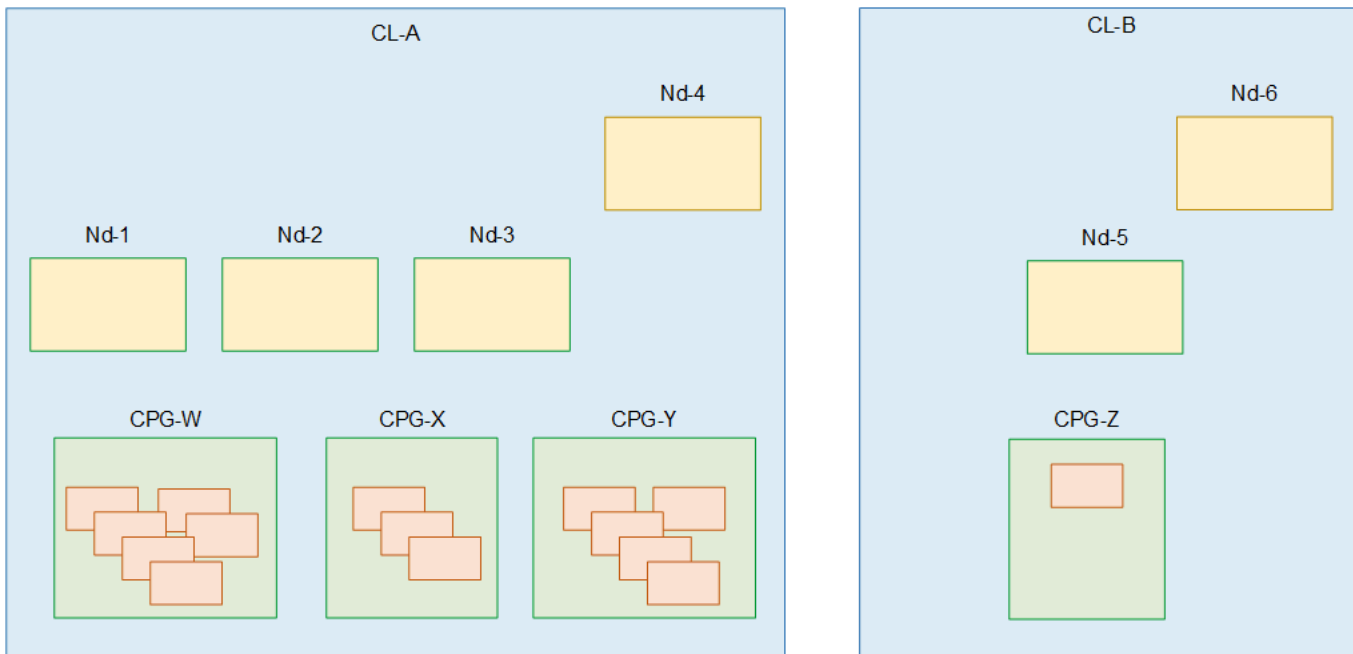 CL-A
Nd-4
Nd-1
Nd-2
Nd-3
CPG-W
CPG-X
CPG-Y
CL-B
Nd-6
Nd-5
CPG-Z